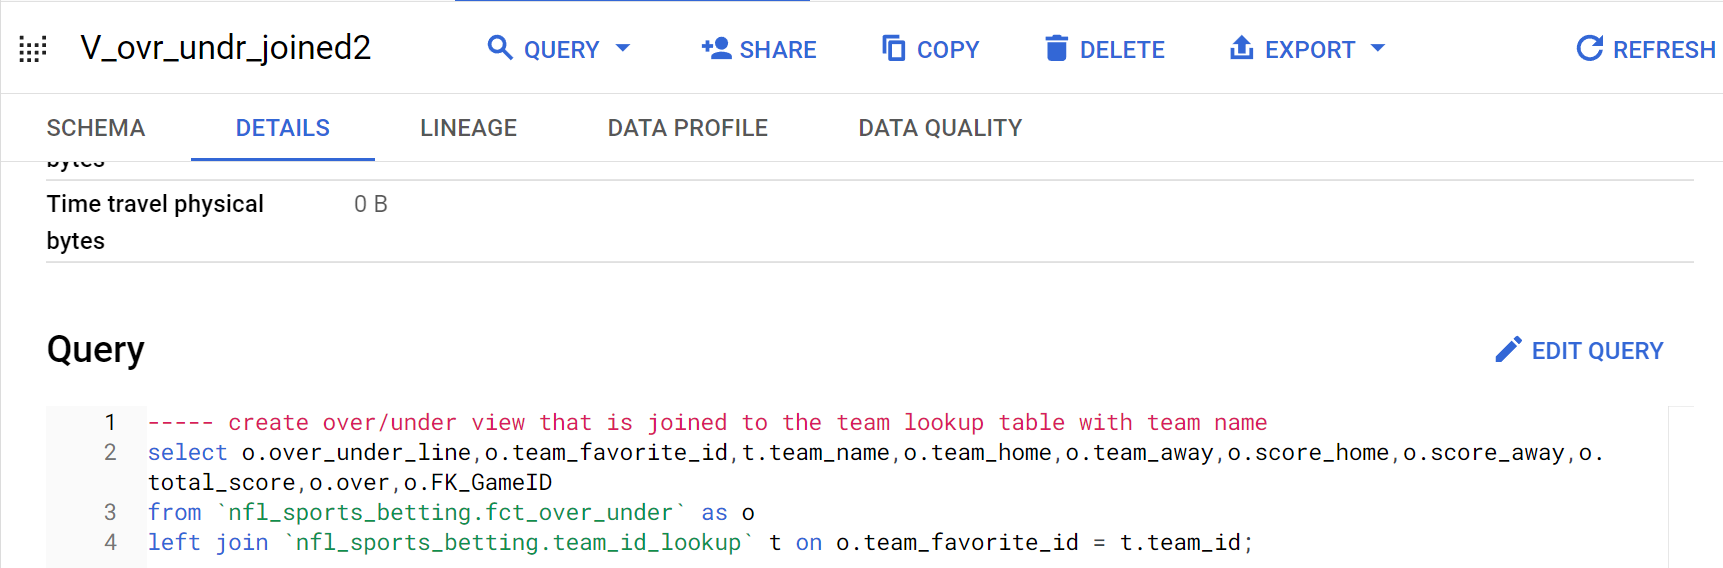 V_ovr_undr_joined2 QUERY SHARE COPY DELETE EXPORT REFRESH
SCHEMA DETAILS LINEAGE DATA PROFILE DATA QUALITY
bytes
Time travel physical 0 B
bytes
Query EDIT QUERY
1 ----- create over/under view that is joined to the team lookup table with team name
2 select o.over_under_line,o.team_favorite_id,t.team_name,o.team_home,o.team_away,o.score_home,o.score_away,o.
total_score,o.over,o.FK_GameID
3 from `nfl_sports_betting.fct_over_under` as o
4 left join `nfl_sports_betting.team_id_lookup` t on o.team_favorite_id = t.team_id;